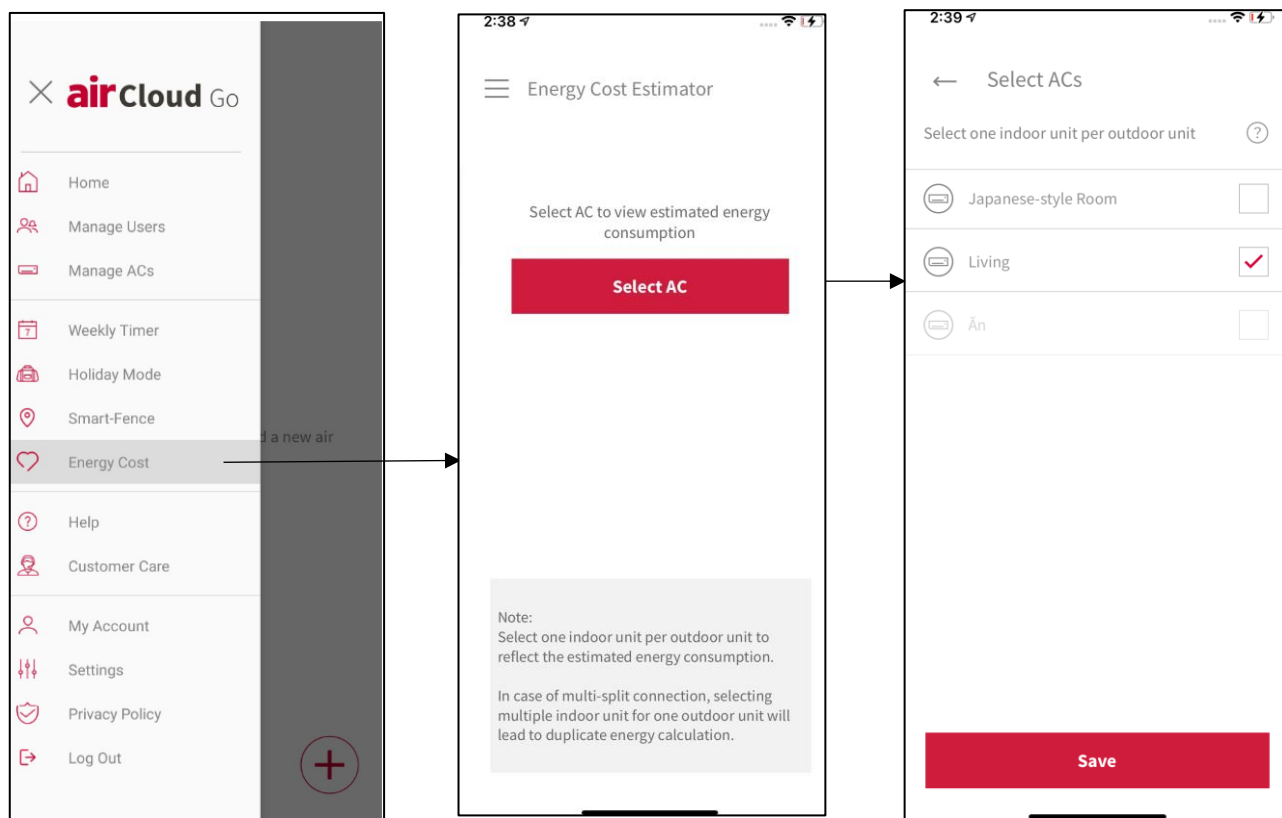 air Cloud Go
Home
Manage Users
Manage ACs
7
Weekly Timer
Holiday Mode
Smart-Fence
Energy Cost
Help
Customer Care
My Account
Settings
Privacy Policy
Log Out
d a new air
2:38
Energy Cost Estimator
Select AC to view estimated energy
consumption
Select AC
Note:
Select one indoor unit per outdoor unit to
reflect the estimated energy consumption.
In case of multi-split connection, selecting
multiple indoor unit for one outdoor unit will
lead to duplicate energy calculation.
2:39
Select ACs
Select one indoor unit per outdoor unit
?
Japanese-style Room
Living
Ăn
Save